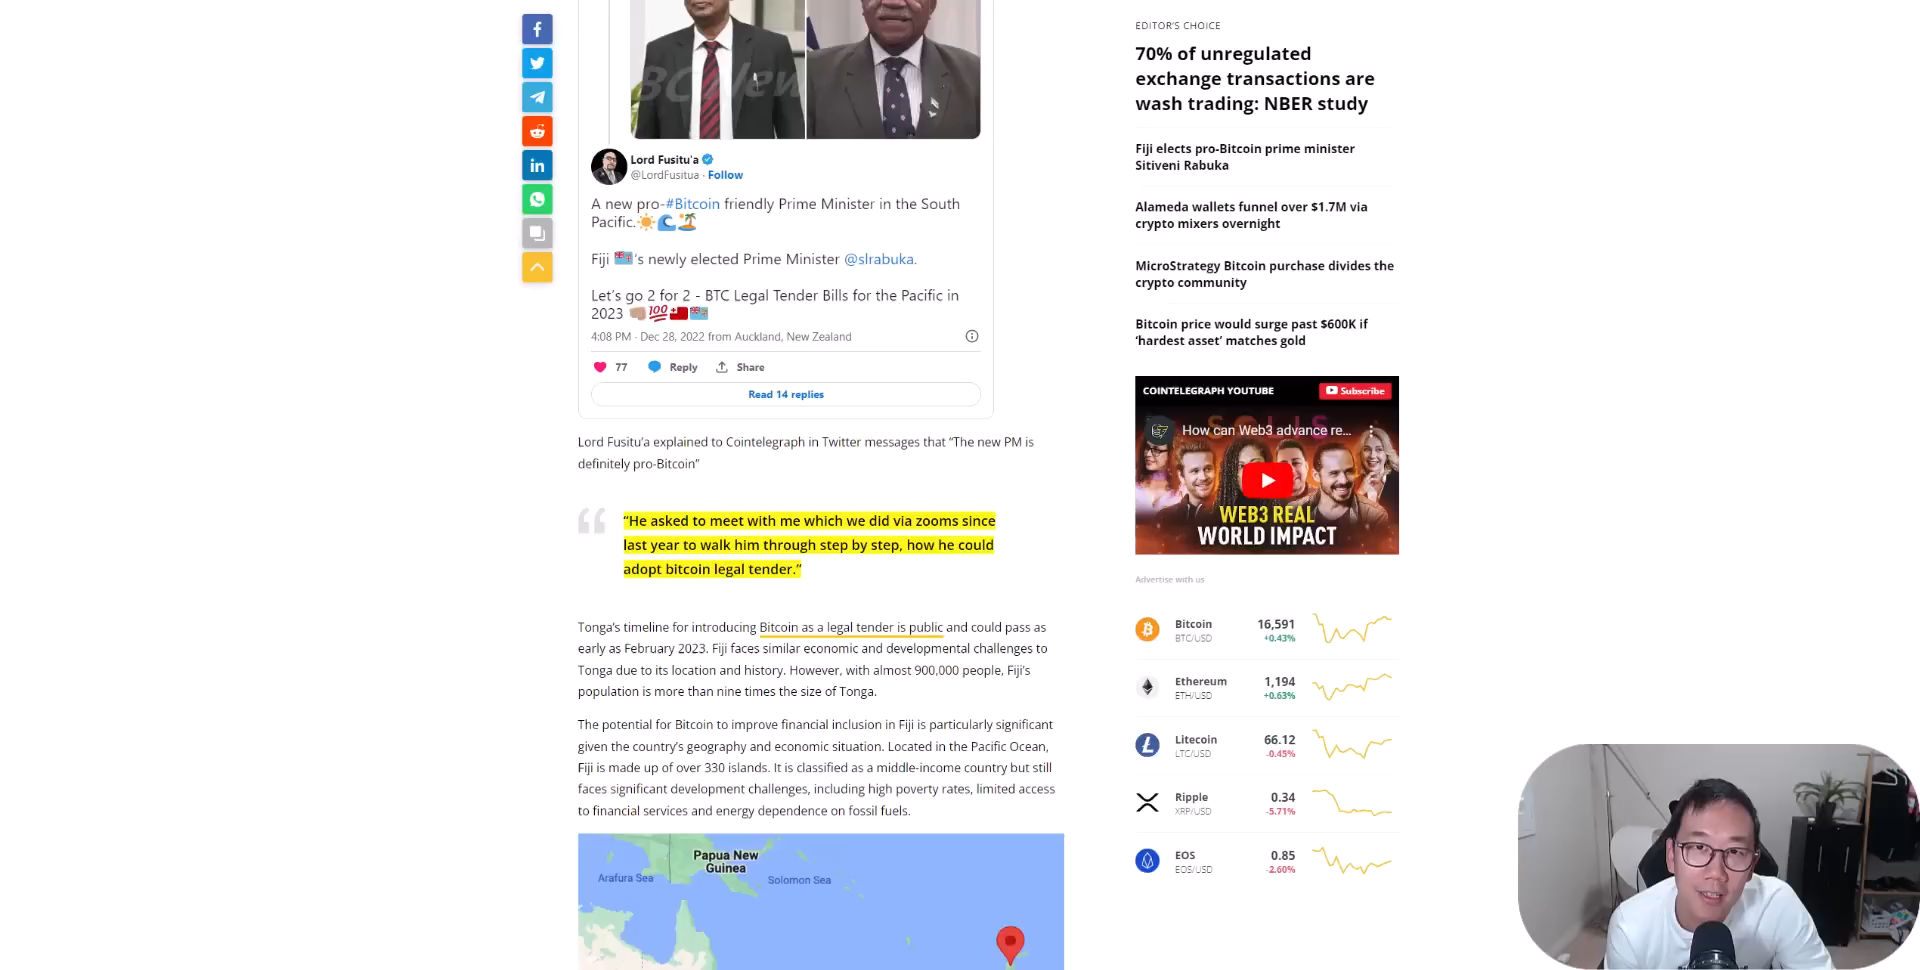 BCNew
Lord Fusitu'a
@LordFusitua · Follow
A new pro-#Bitcoin friendly Prime Minister in the South
Pacific.☀️🌊🏝️
Fiji 🇫🇯's newly elected Prime Minister @slrabuka.
Let's go 2 for 2 - BTC Legal Tender Bills for the Pacific in
2023 👊🏽💯🇹🇴🇫🇯
4:08 PM · Dec 28, 2022 from Auckland, New Zealand
77 Reply Share
Read 14 replies
Lord Fusitu'a explained to Cointelegraph in Twitter messages that “The new PM is
definitely pro-Bitcoin”
“He asked to meet with me which we did via zooms since
last year to walk him through step by step, how he could
adopt bitcoin legal tender.”
Tonga's timeline for introducing Bitcoin as a legal tender is public and could pass as
early as February 2023. Fiji faces similar economic and developmental challenges to
Tonga due to its location and history. However, with almost 900,000 people, Fiji's
population is more than nine times the size of Tonga.
The potential for Bitcoin to improve financial inclusion in Fiji is particularly significant
given the country's geography and economic situation. Located in the Pacific Ocean,
Fiji is made up of over 330 islands. It is classified as a middle-income country but still
faces significant development challenges, including high poverty rates, limited access
to financial services and energy dependence on fossil fuels.
Papua New
Guinea
Arafura Sea
Solomon Sea
EDITOR'S CHOICE
70% of unregulated
exchange transactions are
wash trading: NBER study
Fiji elects pro-Bitcoin prime minister
Sitiveni Rabuka
Alameda wallets funnel over $1.7M via
crypto mixers overnight
MicroStrategy Bitcoin purchase divides the
crypto community
Bitcoin price would surge past $600K if
‘hardest asset’ matches gold
COINTELEGRAPH YOUTUBE
Subscribe
How can Web3 advance re...
WEB3 REAL
WORLD IMPACT
Advertise with us
Bitcoin 16,591
BTC/USD +0.43%
Ethereum 1,194
ETH/USD +0.63%
Litecoin 66.12
LTC/USD -0.45%
Ripple 0.34
XRP/USD -5.71%
EOS 0.85
EOS/USD -2.60%